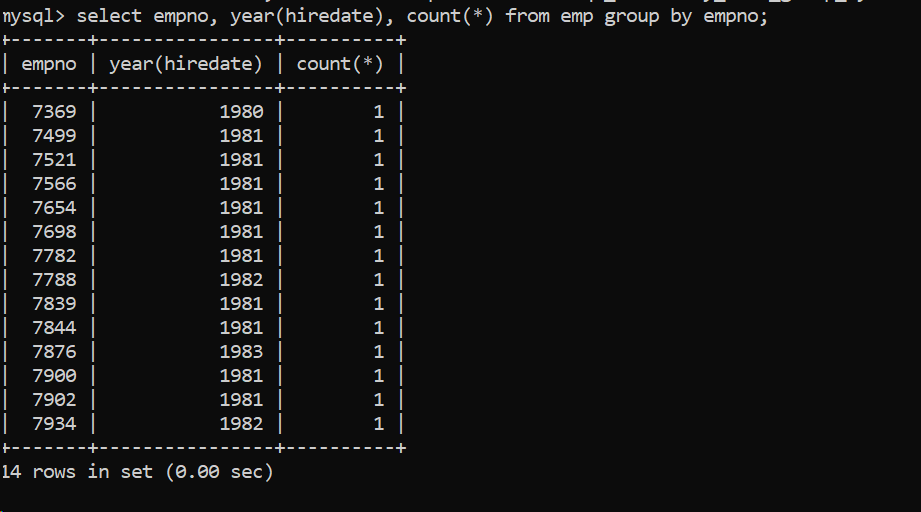 mysql> select empno, year(hiredate), count(*) from emp group by empno;
+-------+----------------+----------+
| empno | year(hiredate) | count(*) |
+-------+----------------+----------+
|  7369 |           1980 |        1 |
|  7499 |           1981 |        1 |
|  7521 |           1981 |        1 |
|  7566 |           1981 |        1 |
|  7654 |           1981 |        1 |
|  7698 |           1981 |        1 |
|  7782 |           1981 |        1 |
|  7788 |           1982 |        1 |
|  7839 |           1981 |        1 |
|  7844 |           1981 |        1 |
|  7876 |           1983 |        1 |
|  7900 |           1981 |        1 |
|  7902 |           1981 |        1 |
|  7934 |           1982 |        1 |
+-------+----------------+----------+
14 rows in set (0.00 sec)